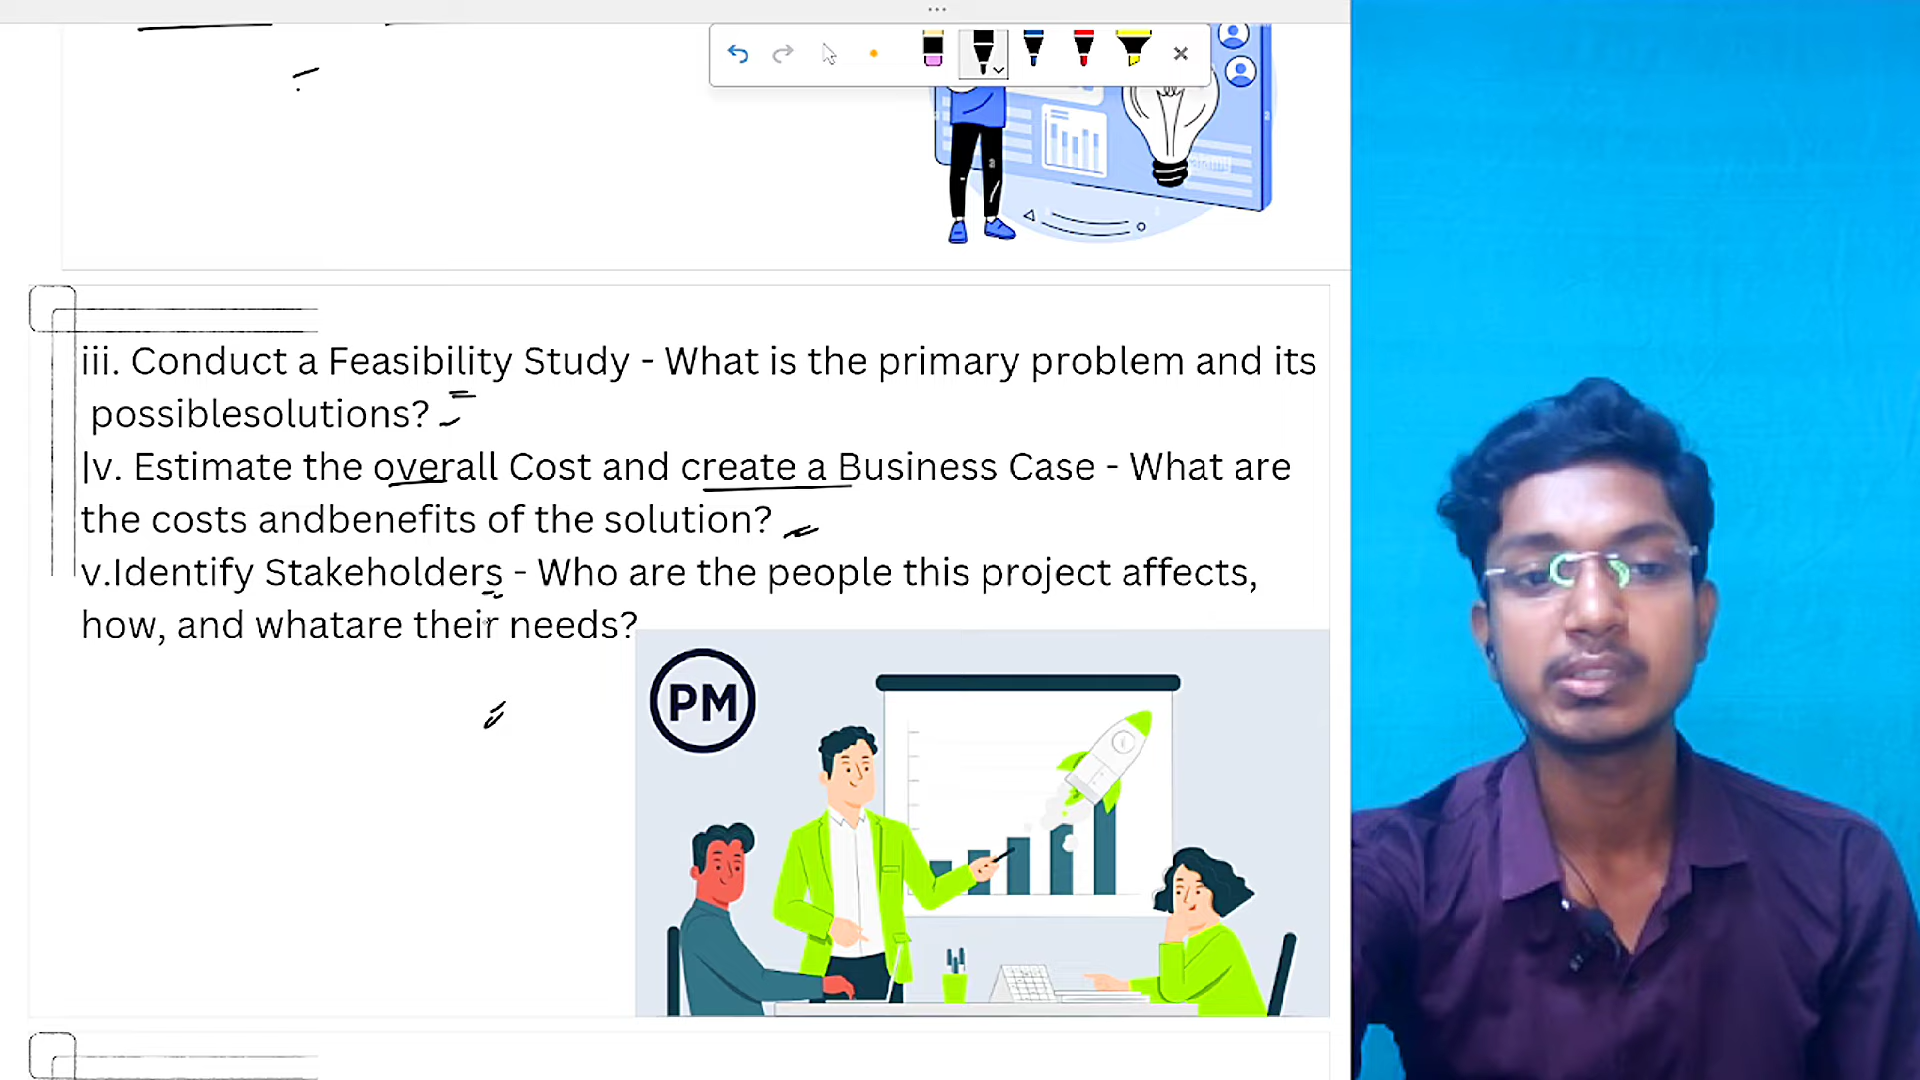 iii. Conduct a Feasibility Study - What is the primary problem and its
possiblesolutions?
Iv. Estimate the overall Cost and create a Business Case - What are
the costs andbenefits of the solution?
v.Identify Stakeholders - Who are the people this project affects,
how, and whatare their needs?
PM